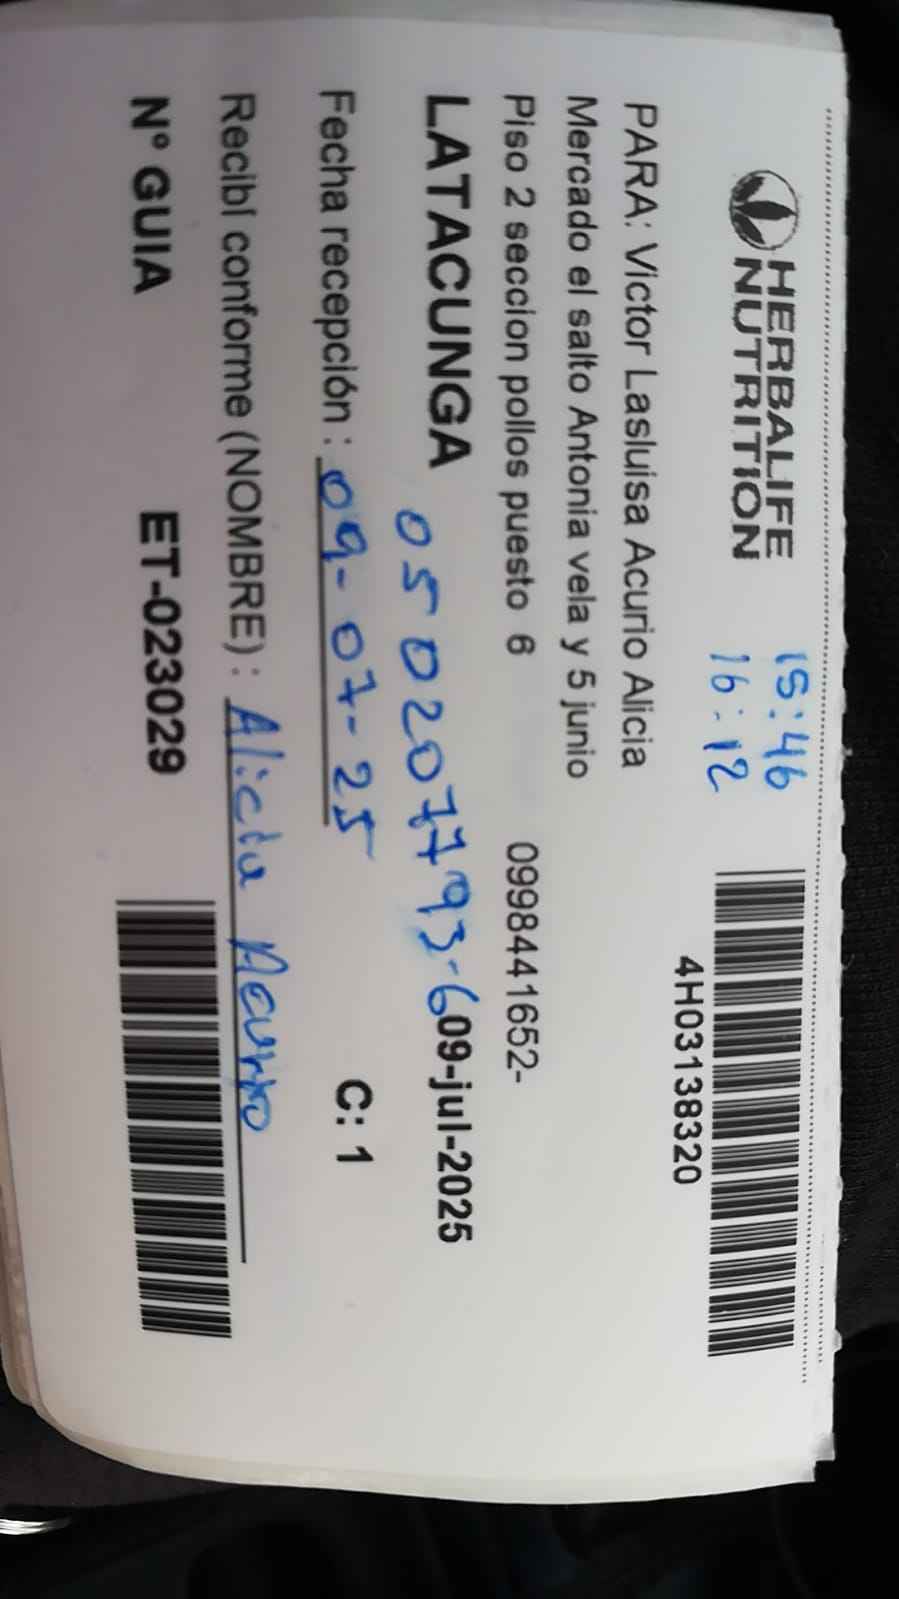 HERBALIFE
NUTRITION
15:46
16:12
4H03138320
PARA: Victor Lasluisa Acurio Alicia
Mercado el salto Antonia vela y 5 junio
Piso 2 seccion pollos puesto 6 0998441652-
LATACUNGA 050207793-6 09-jul-2025
Fecha recepción : 09-07-25 C: 1
Recibí conforme (NOMBRE) : Alicia Acurio
N° GUIA ET-023029